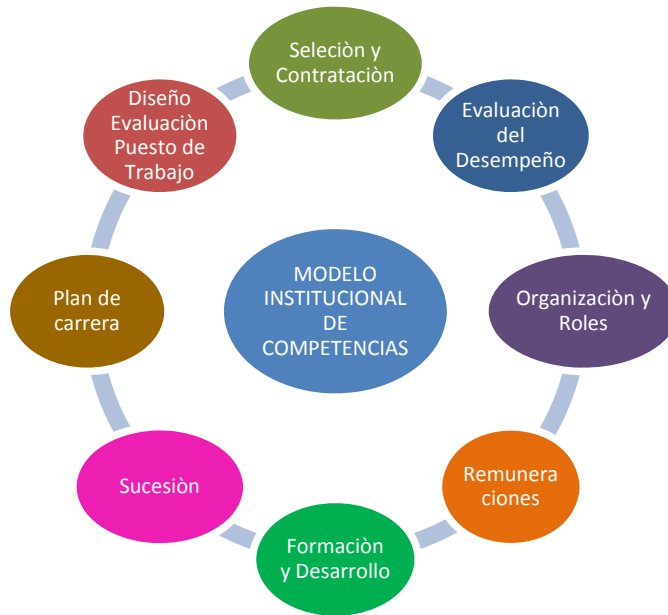 Seleciòn y
Contrataciòn
Evaluaciòn
del
Desempeño
Organizaciòn y
Roles
Remunera
ciones
Formaciòn
y Desarrollo
Sucesiòn
Plan de
carrera
Diseño
Evaluaciòn
Puesto de
Trabajo
MODELO
INSTITUCIONAL
DE
COMPETENCIAS